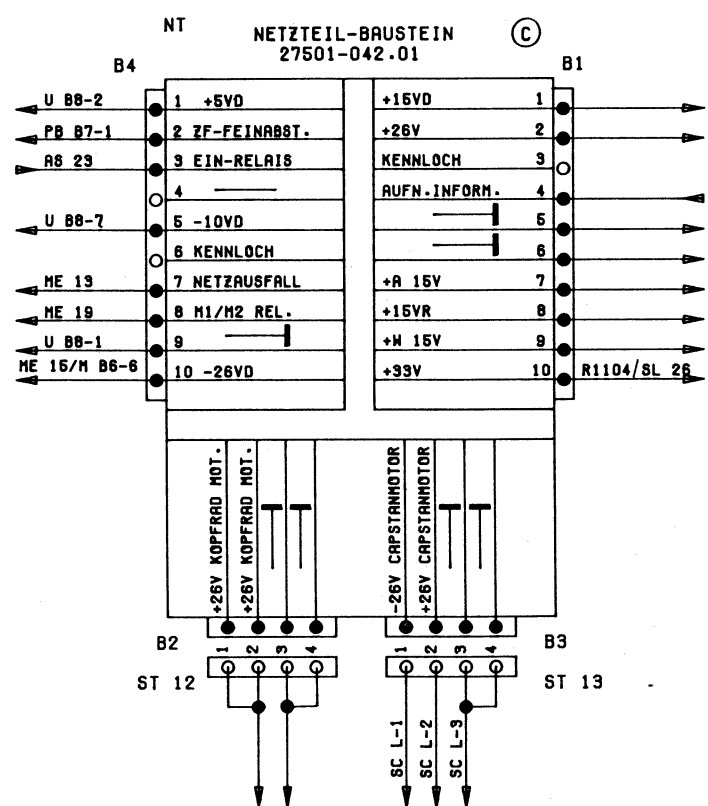 NT
NETZTEIL-BAUSTEIN
27501-042.01
C
B4
B1
U B8-2
1 +5VD
PB B7-1
2 ZF-FEINABST.
AS 23
3 EIN-RELAIS
4
U B8-7
5 -10VD
6 KENNLOCH
ME 13
7 NETZAUSFALL
ME 19
8 M1/M2 REL.
U B8-1
9
ME 15/M B6-6
10 -26VD
+15VD 1
+26V 2
KENNLOCH 3
AUFN.INFORM. 4
5
6
+A 15V 7
+15VR 8
+W 15V 9
+33V 10
R1104/SL 26
+26V KOPFRAD MOT.
+26V KOPFRAD MOT.
-26V CAPSTANMOTOR
+26V CAPSTANMOTOR
B2
1 2 3 4
ST 12
1 2 3 4
B3
ST 13
SC L-1
SC L-2
SC L-3